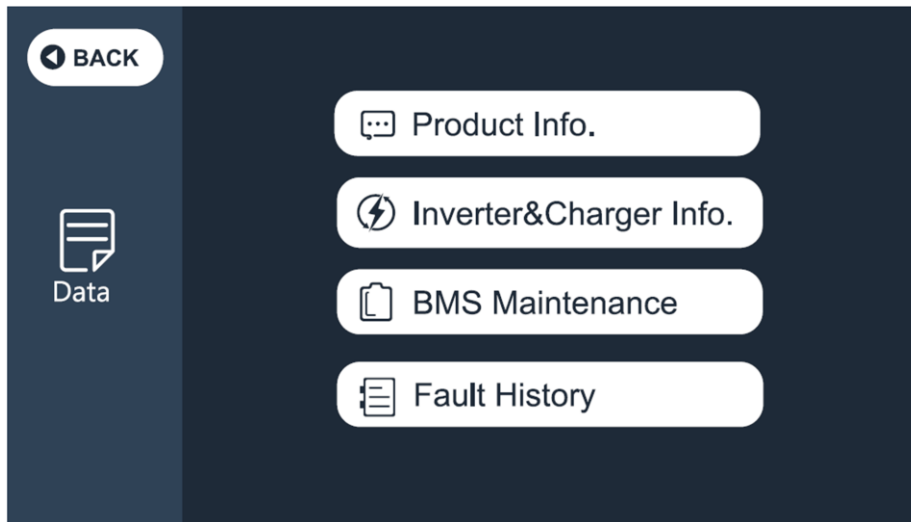 BACK
Data
Product Info.
Inverter&Charger Info.
BMS Maintenance
Fault History